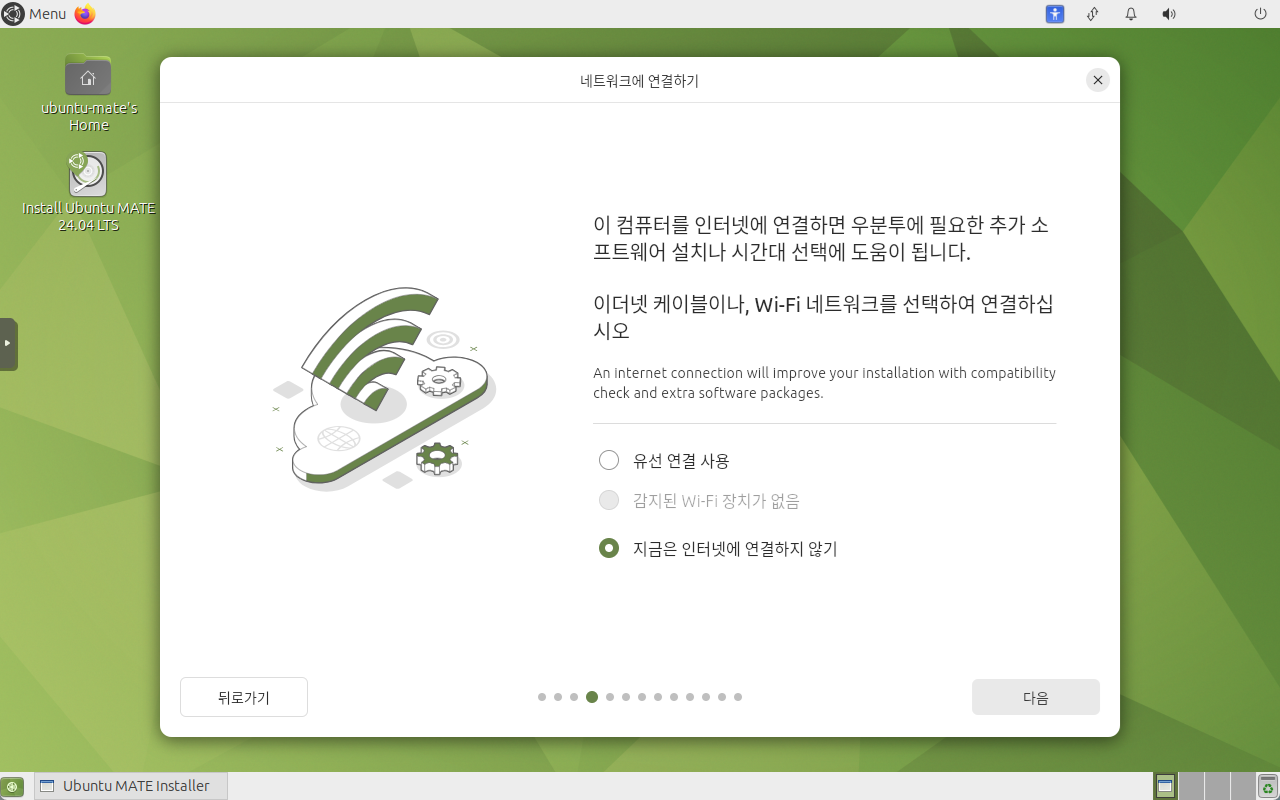 Menu
ubuntu-mate's
Home
Install Ubuntu MATE
24.04 LTS
네트워크에 연결하기
이 컴퓨터를 인터넷에 연결하면 우분투에 필요한 추가 소
프트웨어 설치나 시간대 선택에 도움이 됩니다.
이더넷 케이블이나, Wi-Fi 네트워크를 선택하여 연결하십
시오
An internet connection will improve your installation with compatibility
check and extra software packages.
유선 연결 사용
감지된 Wi-Fi 장치가 없음
지금은 인터넷에 연결하지 않기
뒤로가기
다음
Ubuntu MATE Installer